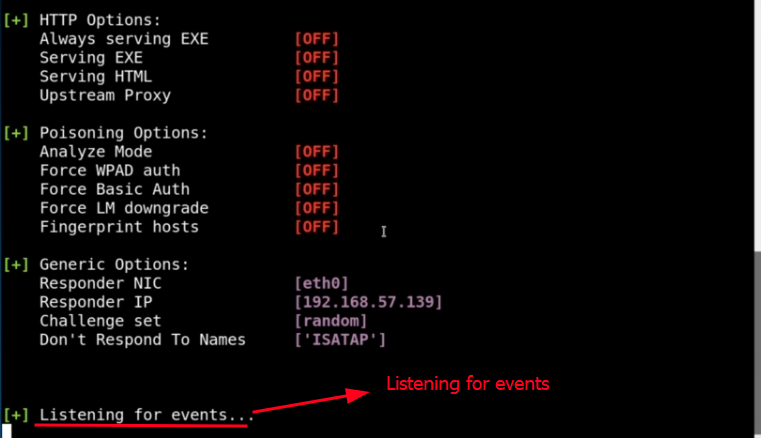 [+] HTTP Options:
Always serving EXE [OFF]
Serving EXE [OFF]
Serving HTML [OFF]
Upstream Proxy [OFF]
[+] Poisoning Options:
Analyze Mode [OFF]
Force WPAD auth [OFF]
Force Basic Auth [OFF]
Force LM downgrade [OFF]
Fingerprint hosts [OFF]
[+] Generic Options:
Responder NIC [eth0]
Responder IP [192.168.57.139]
Challenge set [random]
Don't Respond To Names ['ISATAP']
Listening for events
[+] Listening for events...